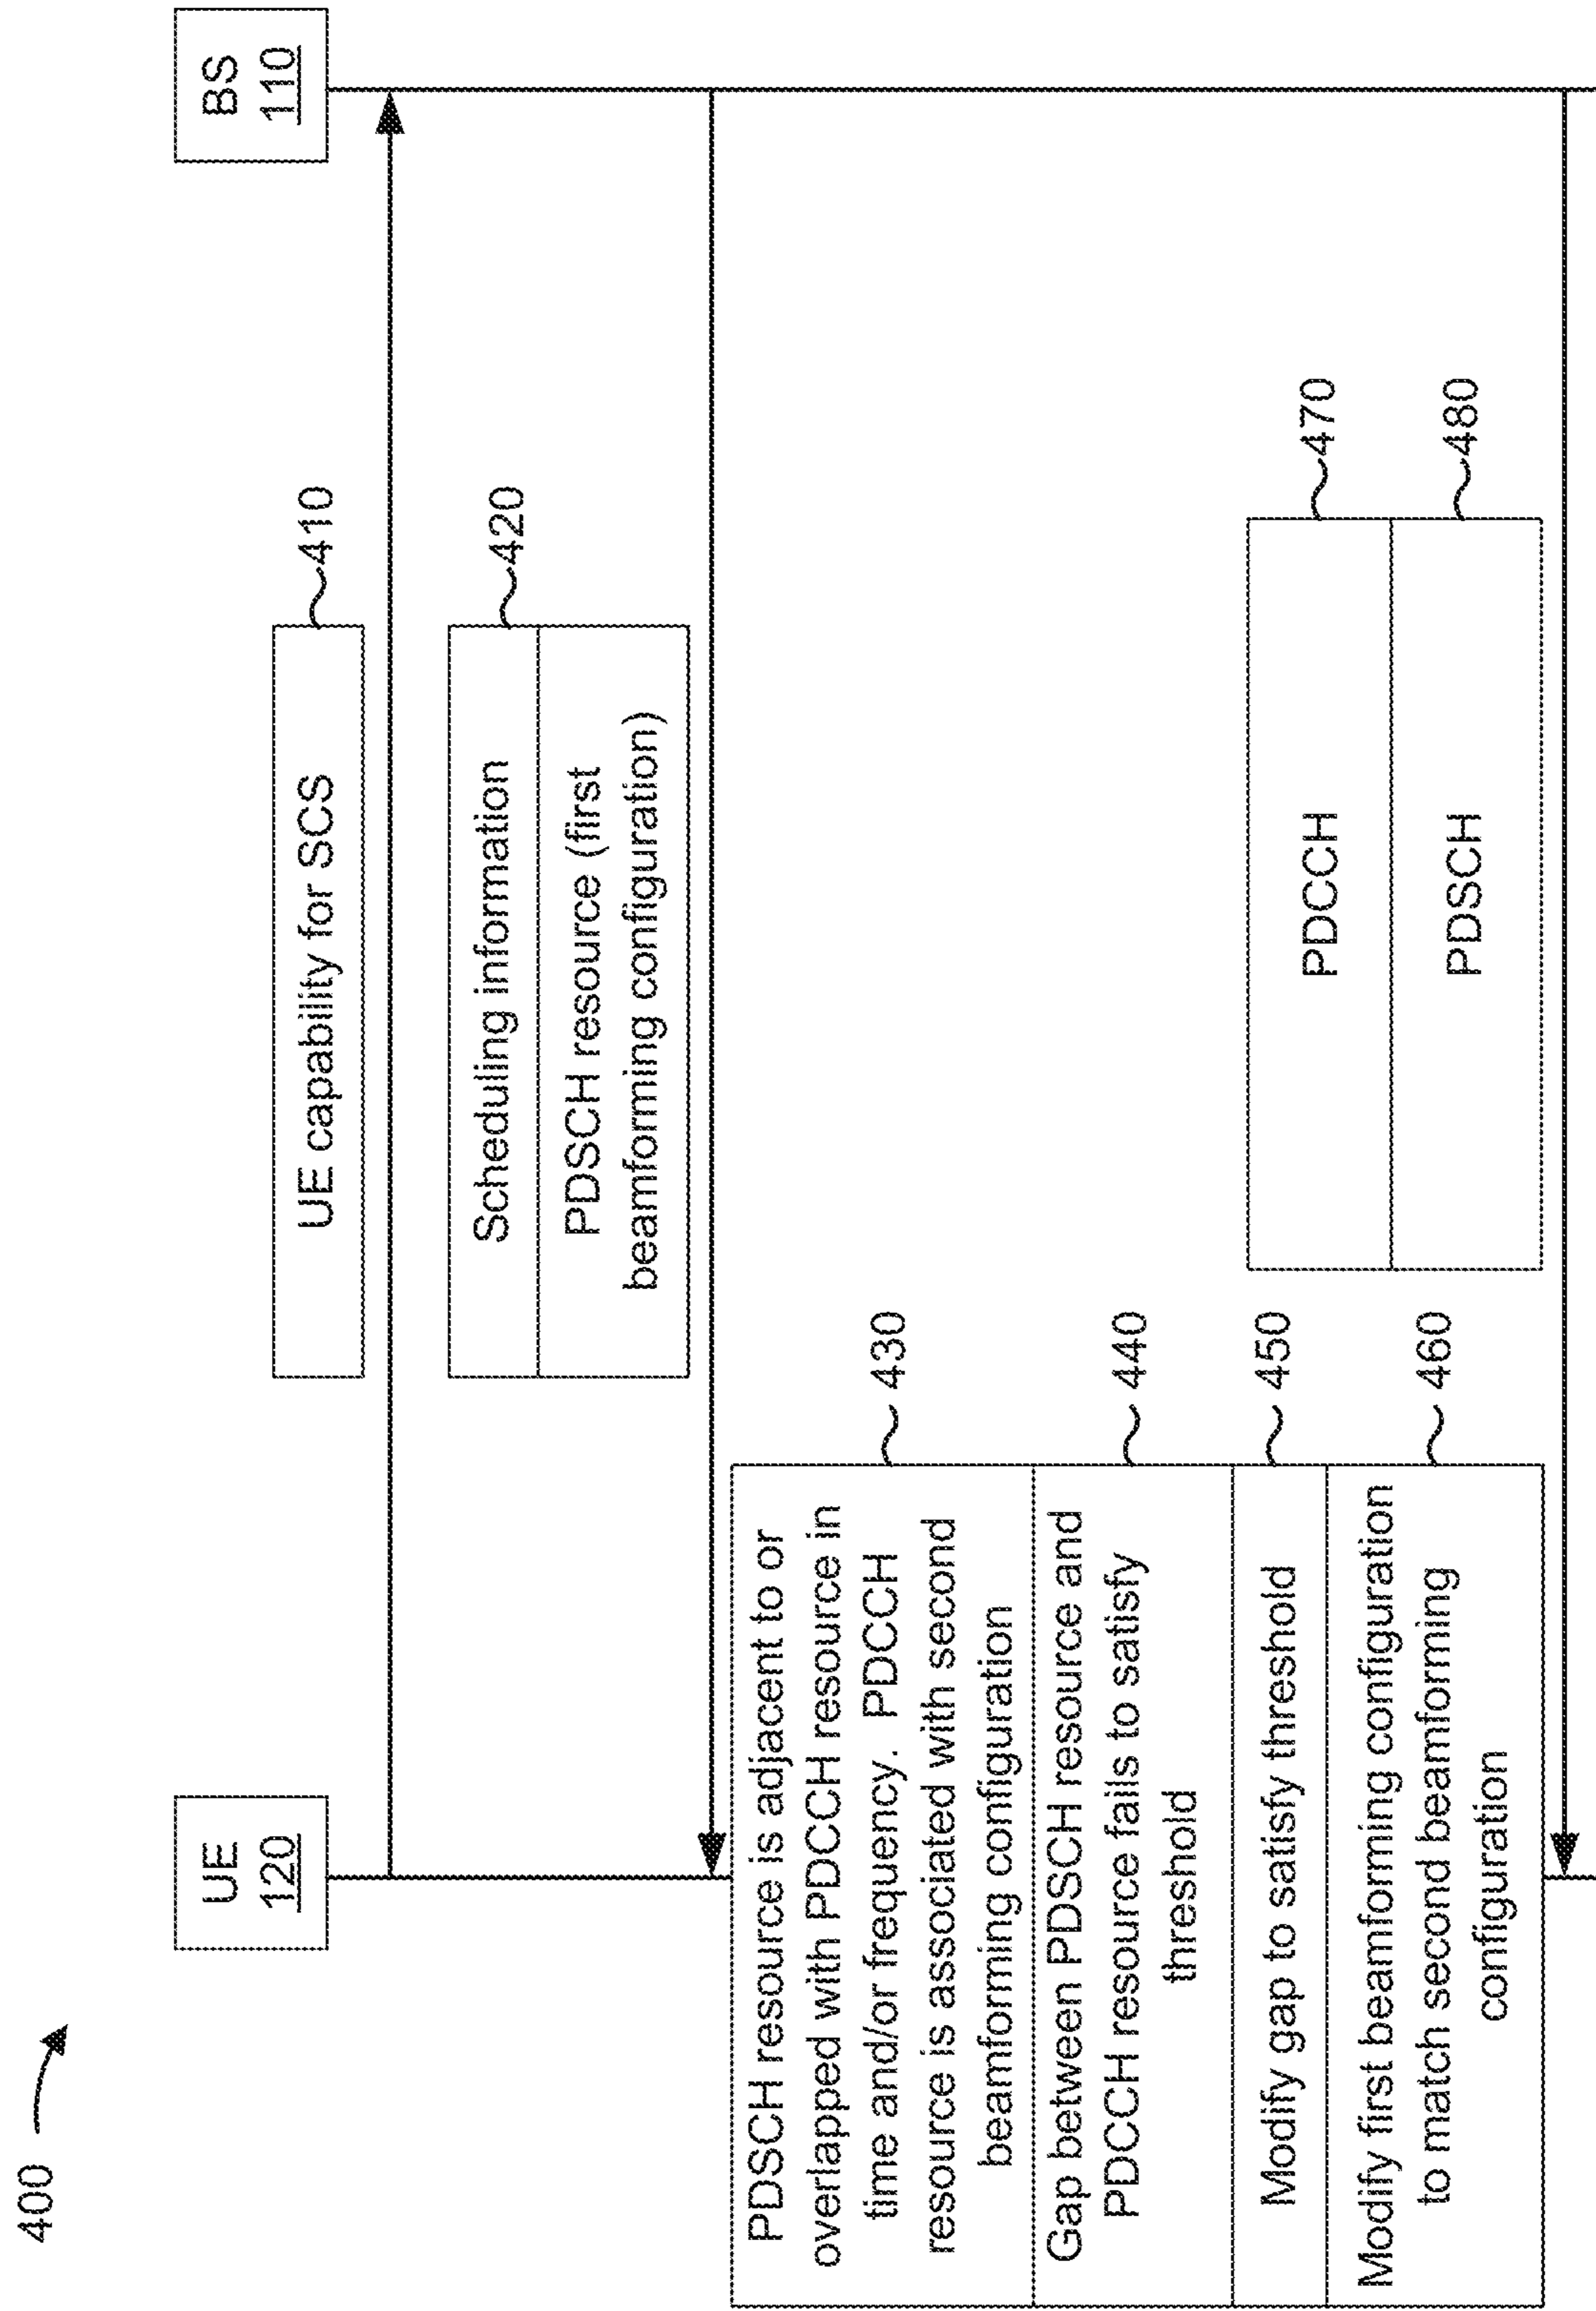 400
UE
120
BS
110
UE capability for SCS
410
Scheduling information
420
PDSCH resource (first
beamforming configuration)
PDSCH resource is adjacent to or
overlapped with PDCCH resource in
time and/or frequency. PDCCH
resource is associated with second
beamforming configuration
430
Gap between PDSCH resource and
PDCCH resource fails to satisfy
threshold
440
Modify gap to satisfy threshold
450
Modify first beamforming configuration
to match second beamforming
configuration
460
PDCCH
470
PDSCH
480